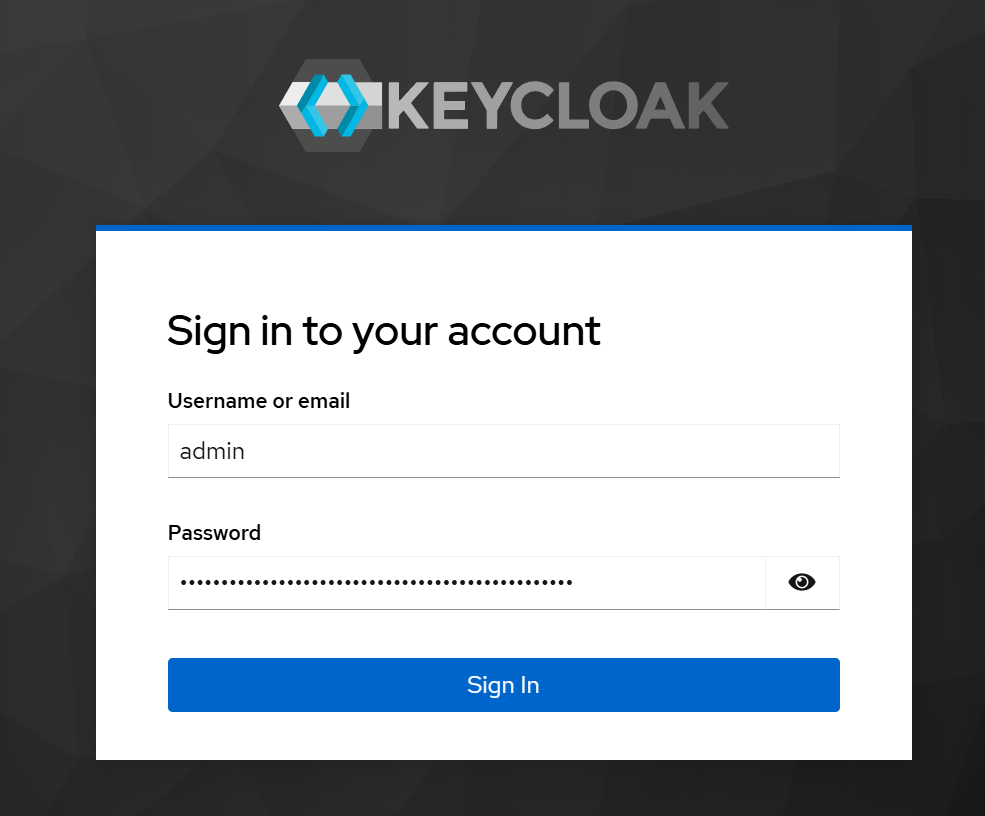 KEYCLOAK
Sign in to your account
Username or email
admin
Password
••••••••••••••••••••••••••••••••••••••••••••••••
Sign In